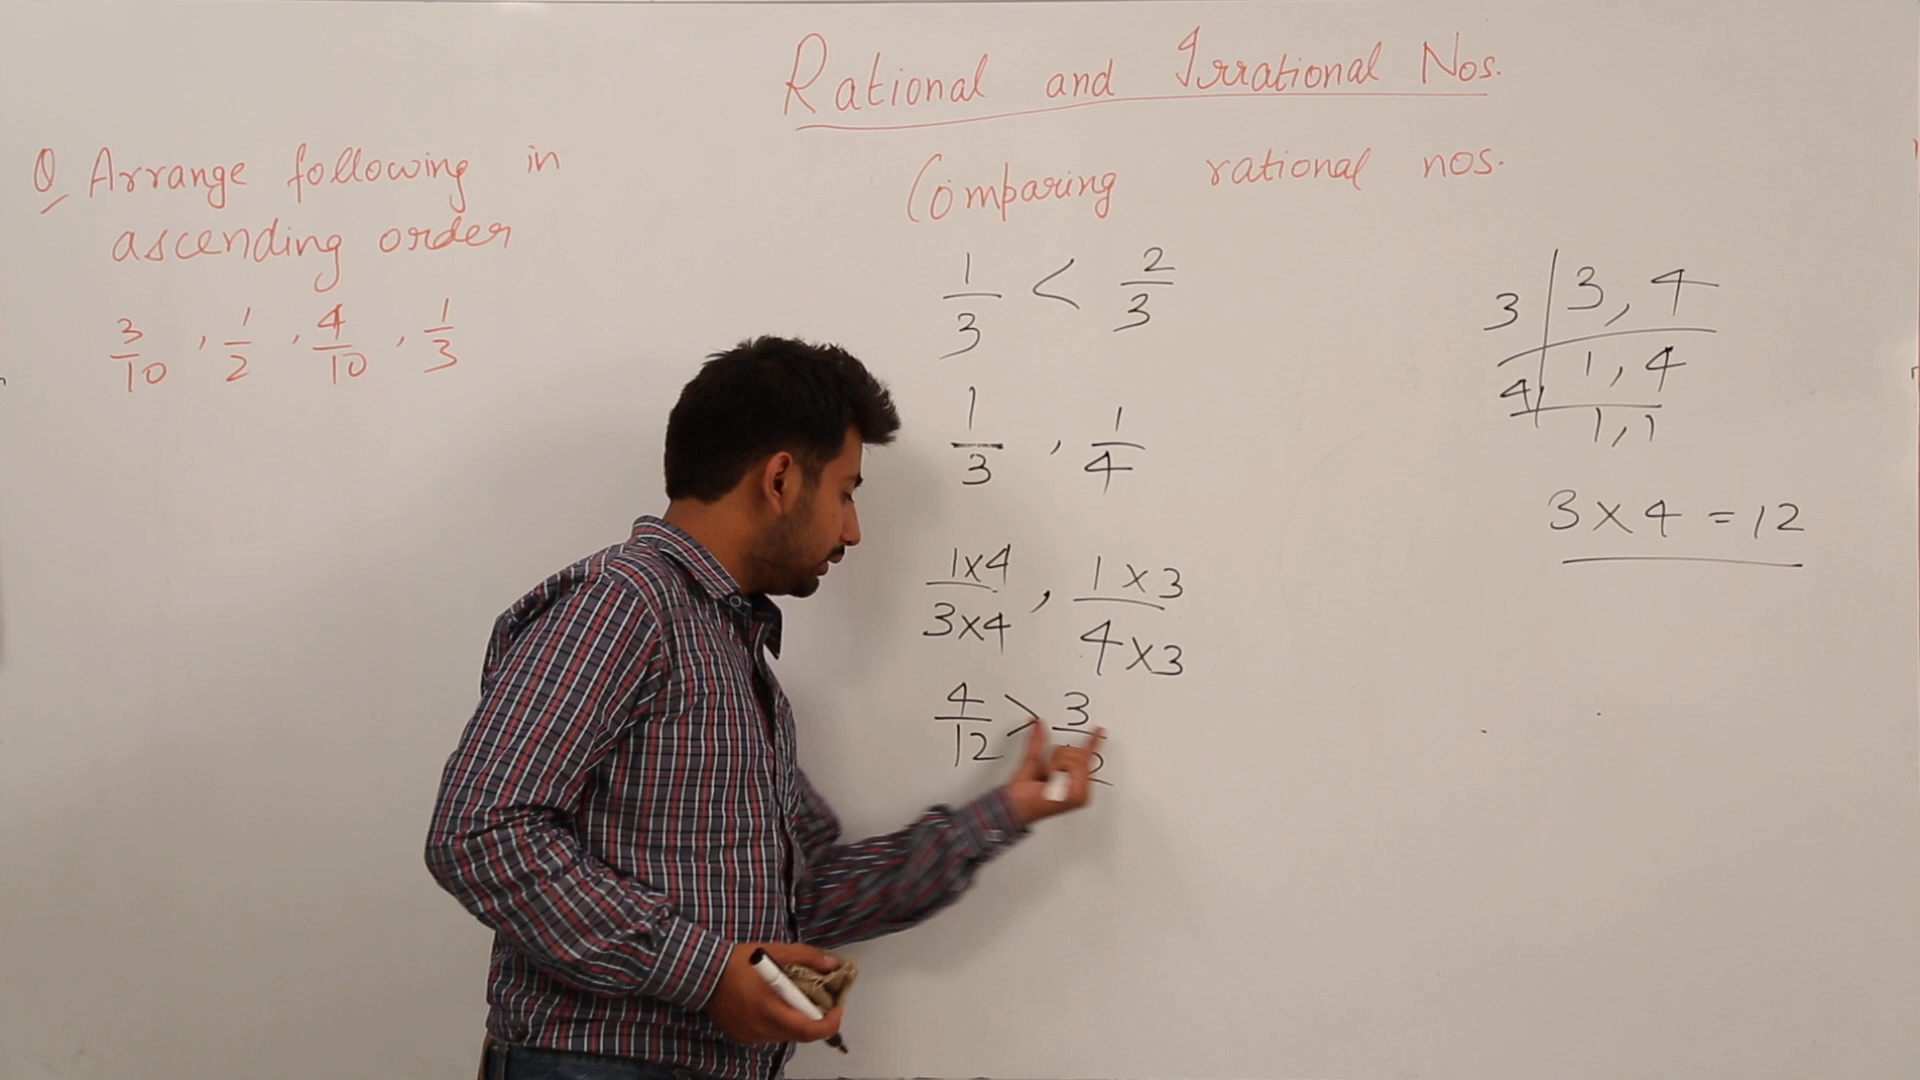 Rational and Irrational Nos.
Comparing rational nos.
Q Arrange following in
ascending order
3/10 , 1/2 , 4/10 , 1/3
1/3 < 2/3
1/3 , 1/4
1x4/3x4 , 1x3/4x3
4/12 > 3/
3 | 3, 4
4 | 1, 4
1, 1
3 x 4 = 12